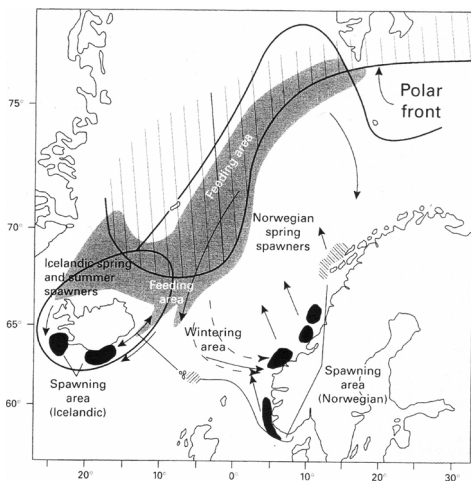 75°
Polar
front
Feeding area
70°
Norwegian
spring
spawners
Icelandic spring
and summer
spawners
Feeding
area
65°
Wintering
area
Spawning
area
(Icelandic)
Spawning
area
(Norwegian)
60°
20°
10°
0°
10°
20°
30°